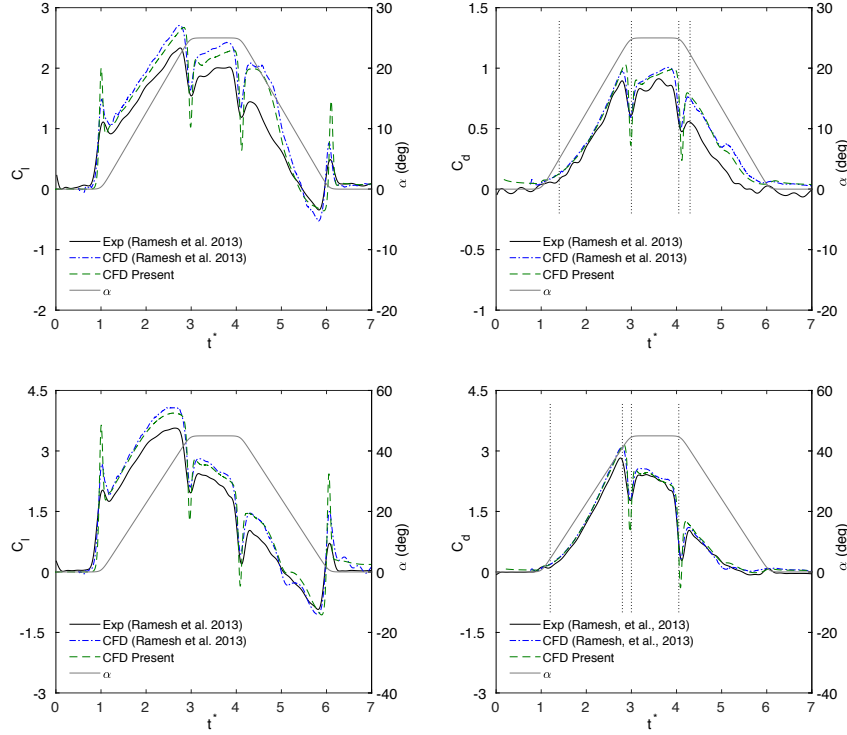 3
2
1
0
-1
-2
C_l
30
20
10
0
-10
-20
α (deg)
0 1 2 3 4 5 6 7
t*
Exp (Ramesh et al. 2013)
CFD (Ramesh et al. 2013)
CFD Present
α
1.5
1
0.5
0
-0.5
-1
C_d
30
20
10
0
-10
-20
α (deg)
0 1 2 3 4 5 6 7
t*
Exp (Ramesh et al. 2013)
CFD (Ramesh et al. 2013)
CFD Present
α
4.5
3
1.5
0
-1.5
-3
C_l
60
40
20
0
-20
-40
α (deg)
0 1 2 3 4 5 6 7
t*
Exp (Ramesh et al. 2013)
CFD (Ramesh et al. 2013)
CFD Present
α
4.5
3
1.5
0
-1.5
-3
C_d
60
40
20
0
-20
-40
α (deg)
0 1 2 3 4 5 6 7
t*
Exp (Ramesh, et al., 2013)
CFD (Ramesh, et al., 2013)
CFD Present
α